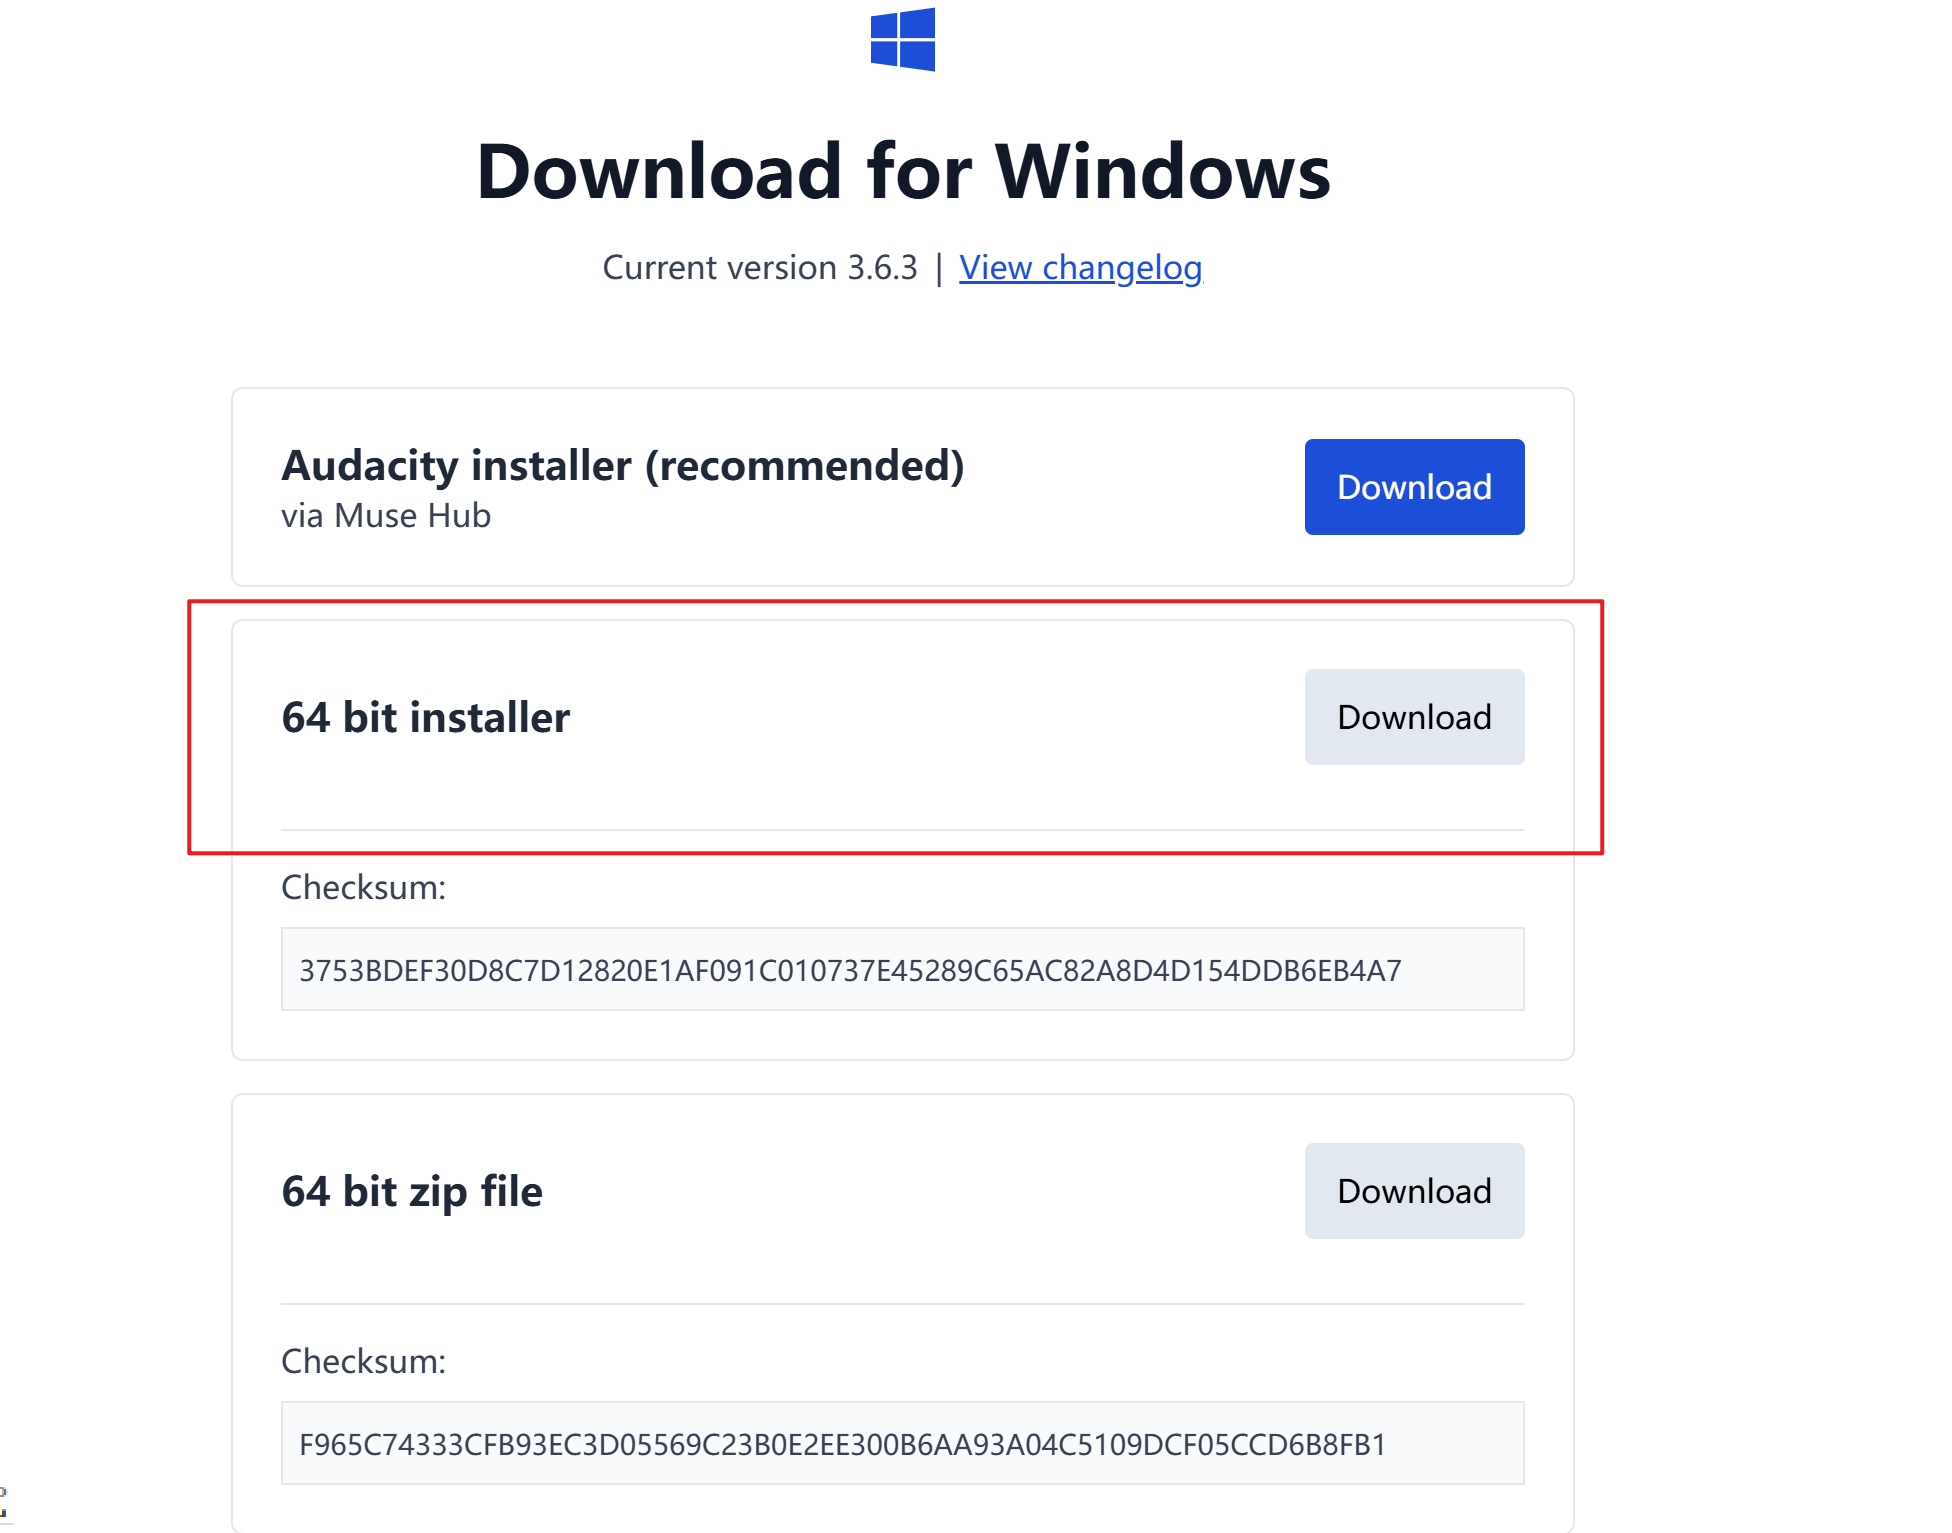 Download for Windows
Current version 3.6.3 | View changelog
Audacity installer (recommended)
via Muse Hub
Download
64 bit installer
Download
Checksum:
3753BDEF30D8C7D12820E1AF091C010737E45289C65AC82A8D4D154DDB6EB4A7
64 bit zip file
Download
Checksum:
F965C74333CFB93EC3D05569C23B0E2EE300B6AA93A04C5109DCF05CCD6B8FB1